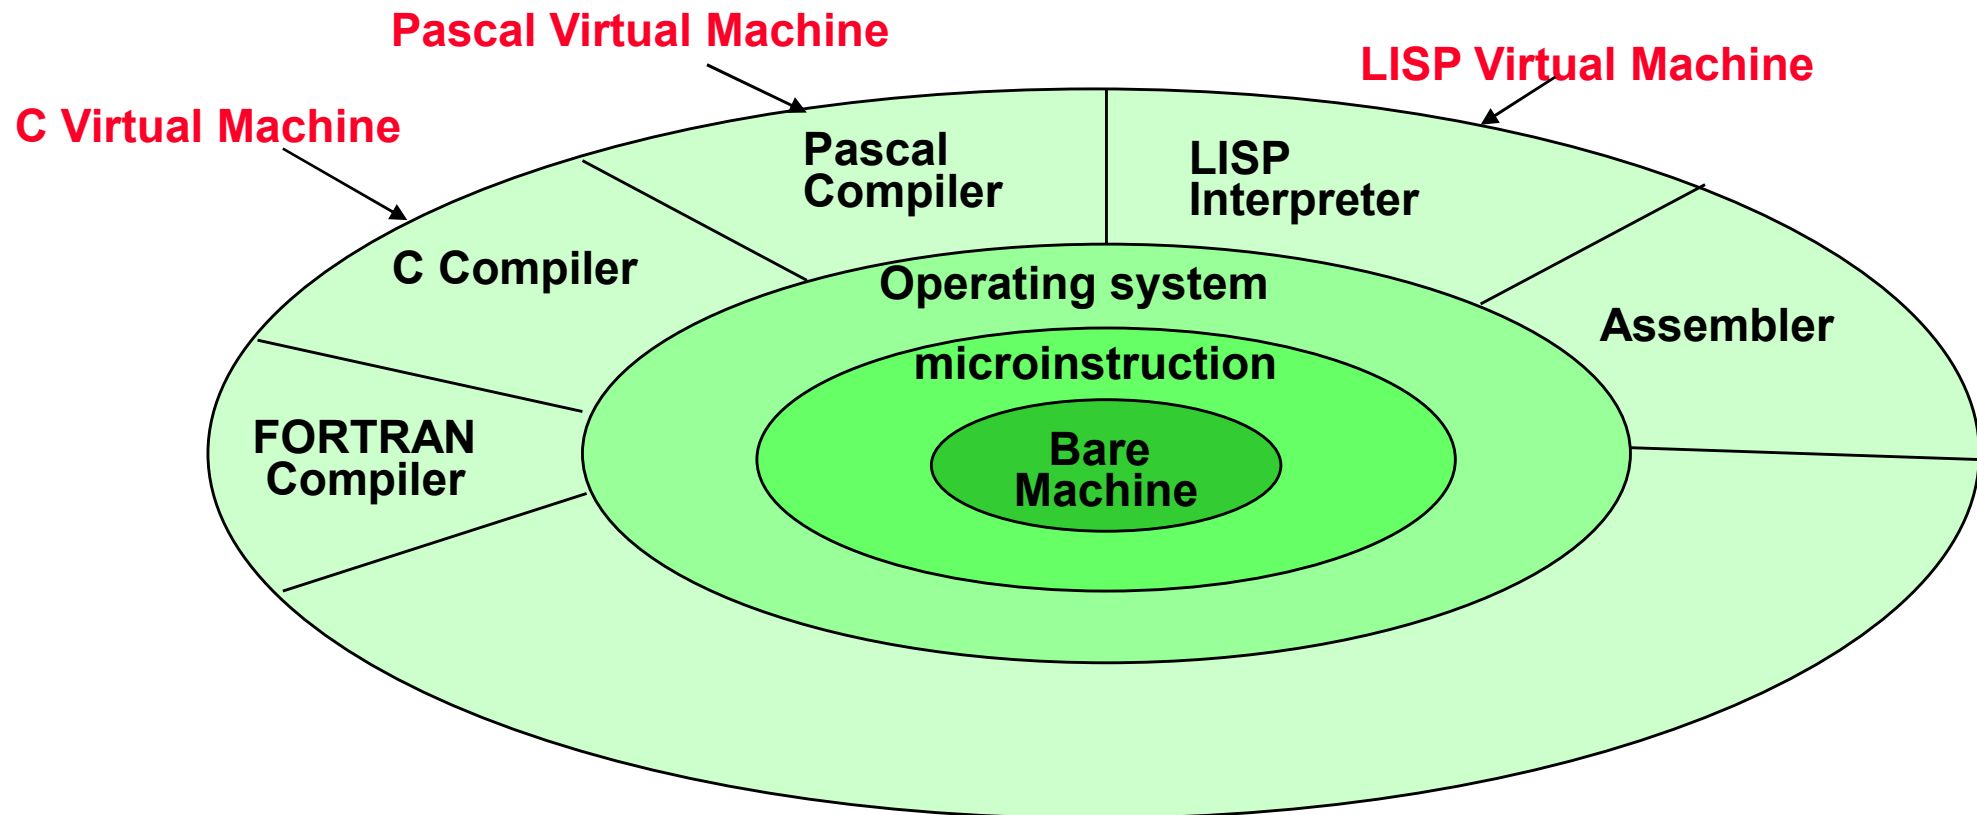 Pascal Virtual Machine
LISP Virtual Machine
C Virtual Machine
Pascal
Compiler
LISP
Interpreter
C Compiler
Operating system
Assembler
microinstruction
FORTRAN
Compiler
Bare
Machine